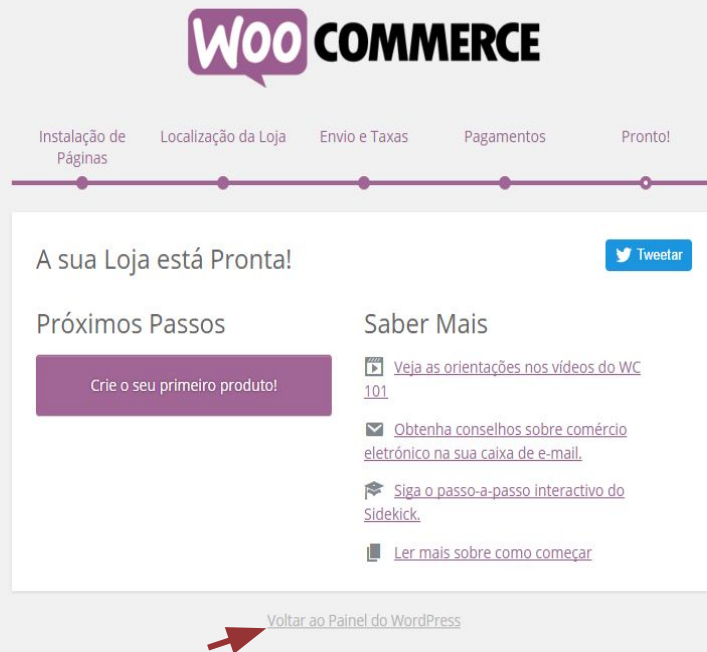 WOO COMMERCE
Instalação de
Páginas
Localização da Loja
Envio e Taxas
Pagamentos
Pronto!
A sua Loja está Pronta!
Tweetar
Próximos Passos
Crie o seu primeiro produto!
Saber Mais
Veja as orientações nos vídeos do WC
101
Obtenha conselhos sobre comércio
eletrónico na sua caixa de e-mail.
Siga o passo-a-passo interactivo do
Sidekick.
Ler mais sobre como começar
Voltar ao Painel do WordPress